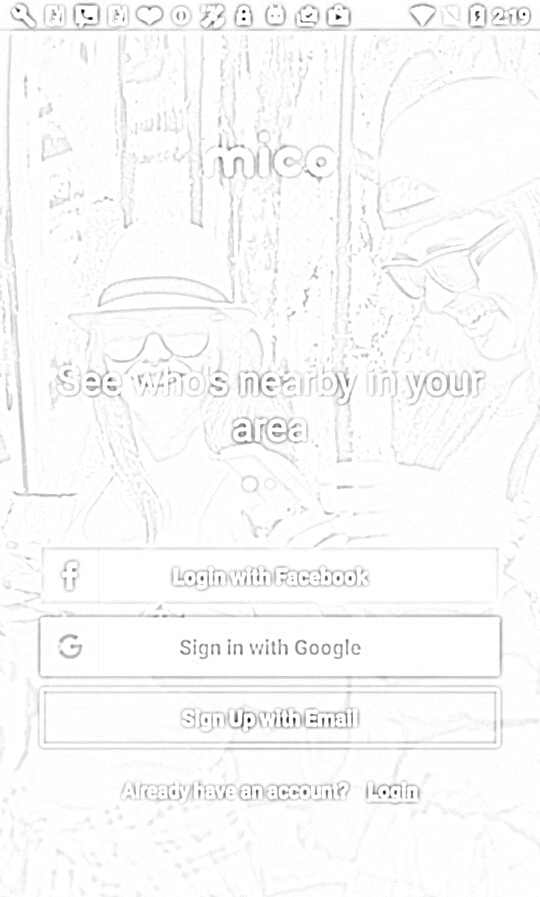 2:19
mico
See who's nearby in your
area
Login with Facebook
Sign in with Google
Sign Up with Email
Already have an account? Login